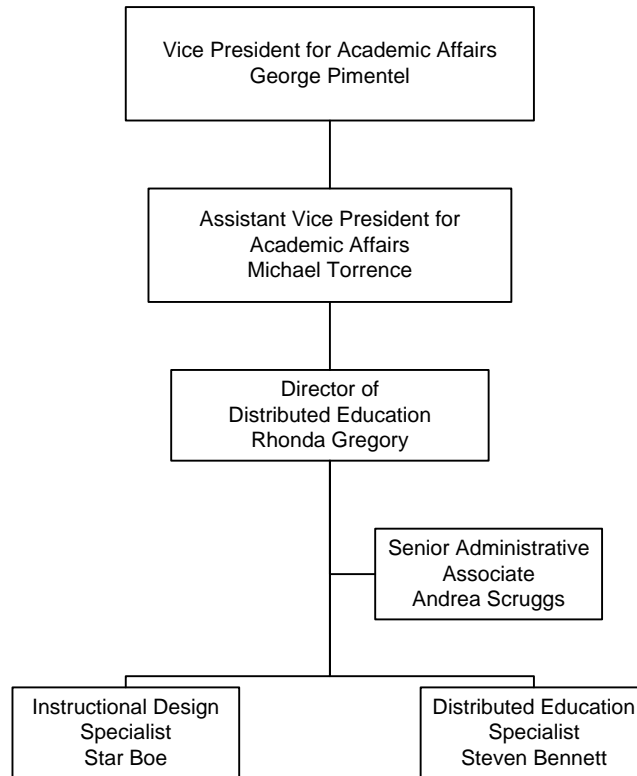 Vice President for Academic Affairs
George Pimentel
Assistant Vice President for
Academic Affairs
Michael Torrence
Director of
Distributed Education
Rhonda Gregory
Senior Administrative
Associate
Andrea Scruggs
Instructional Design
Specialist
Star Boe
Distributed Education
Specialist
Steven Bennett